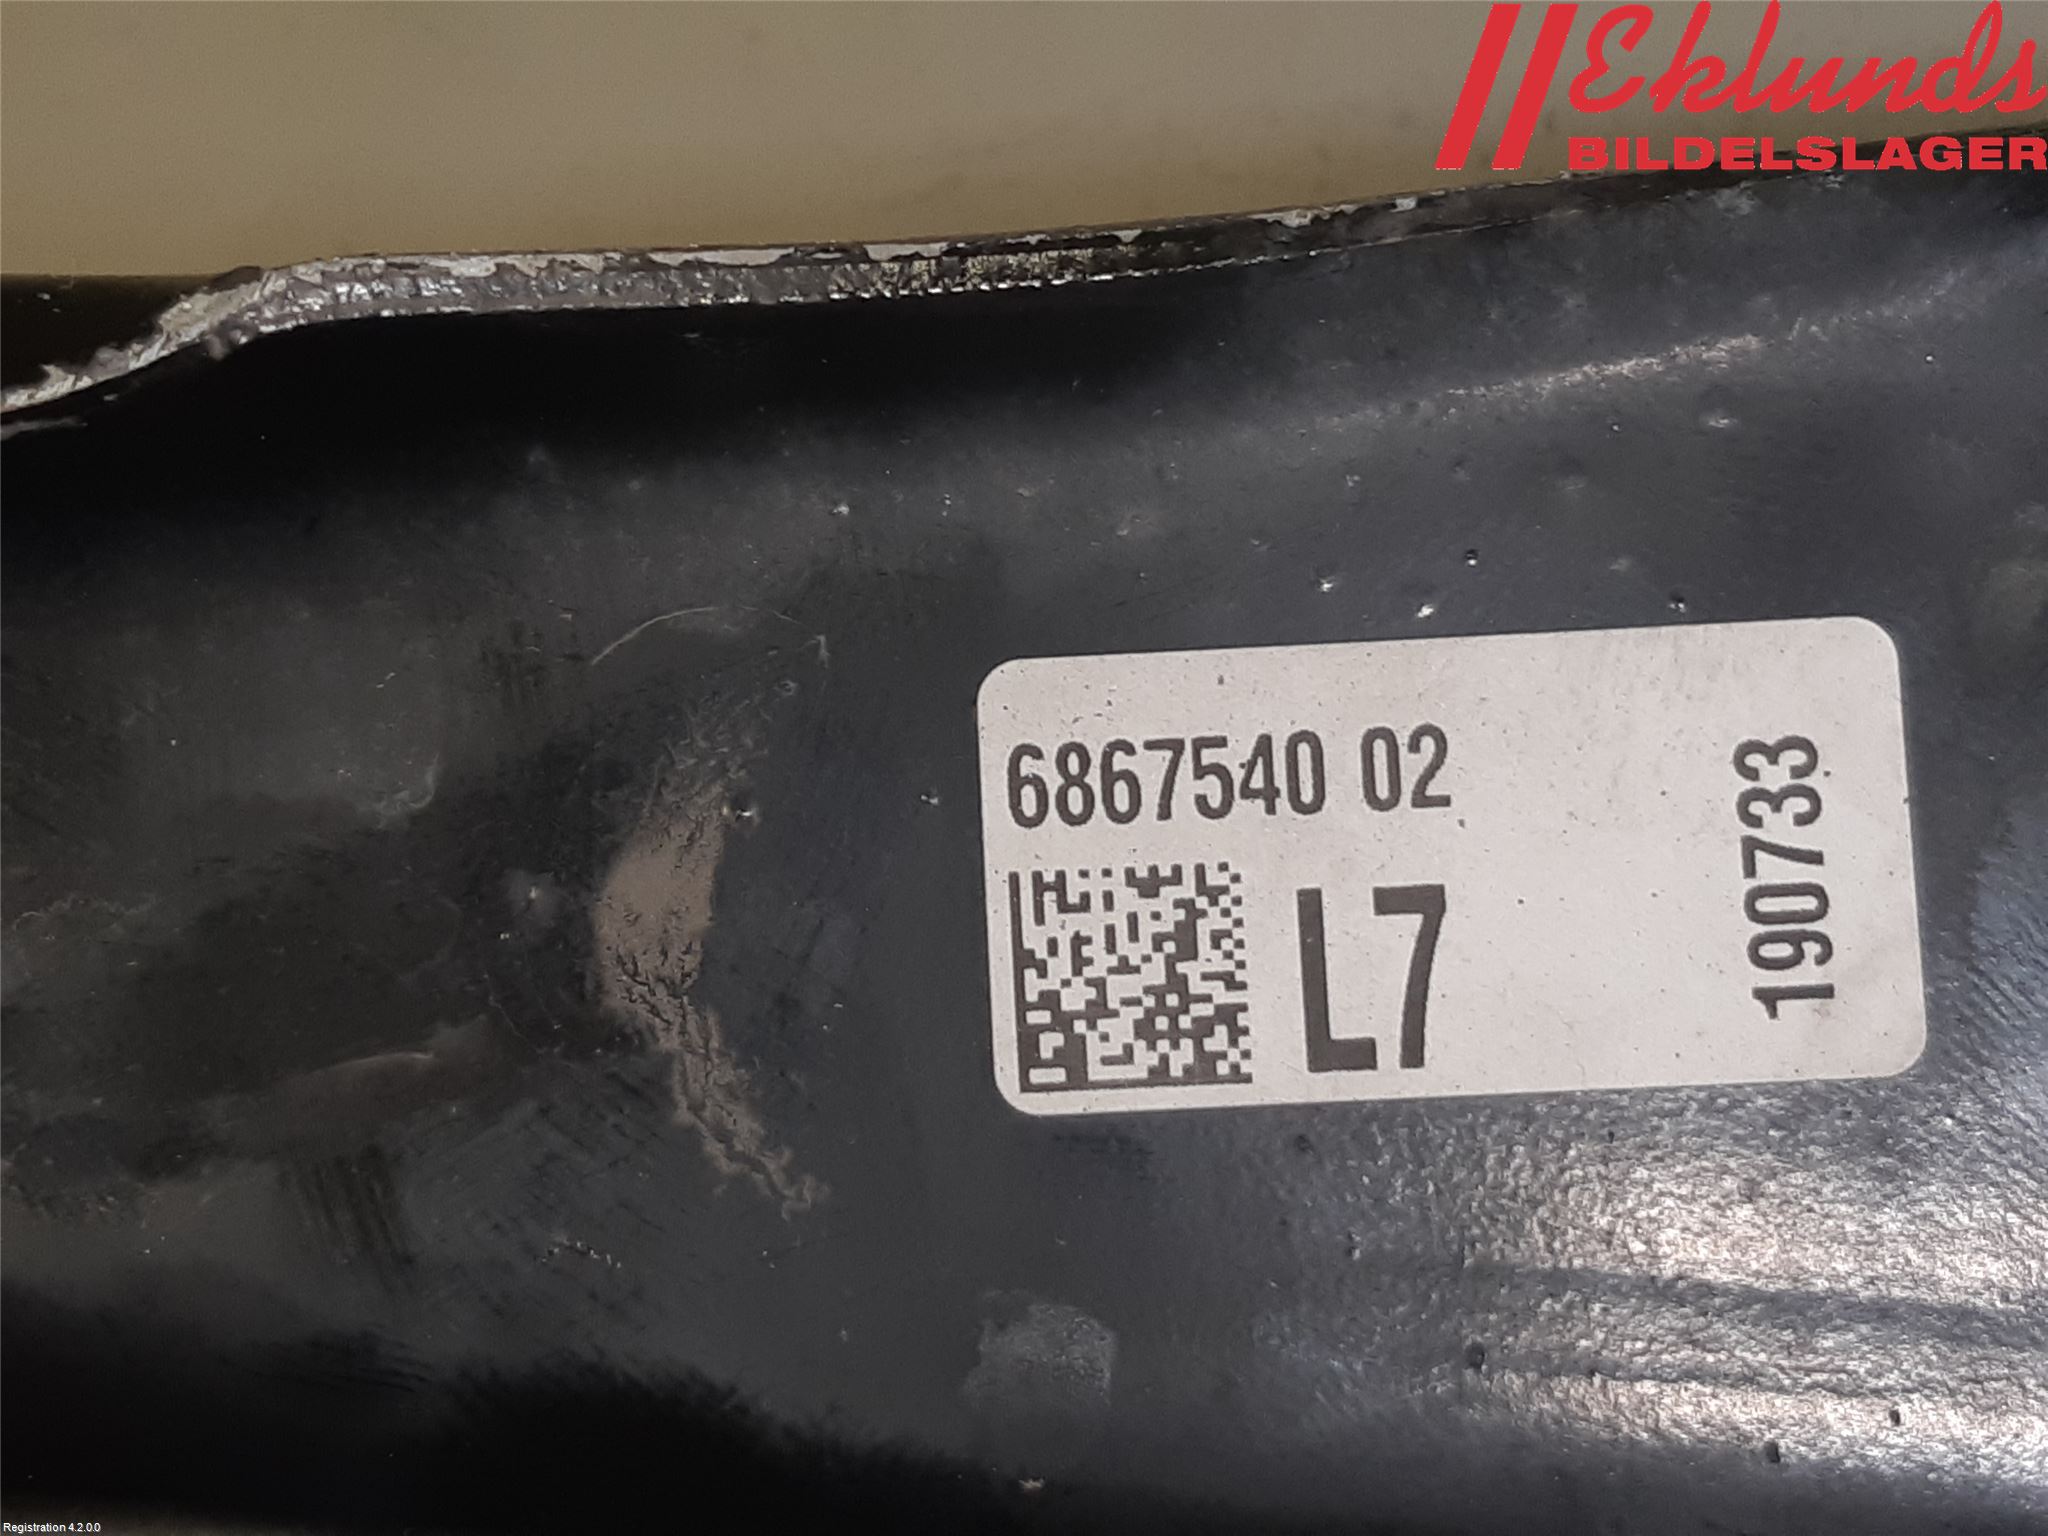 Eklunds
BILDELSLAGER
6867540 02
L7
190733
Registration 4.2.0.0